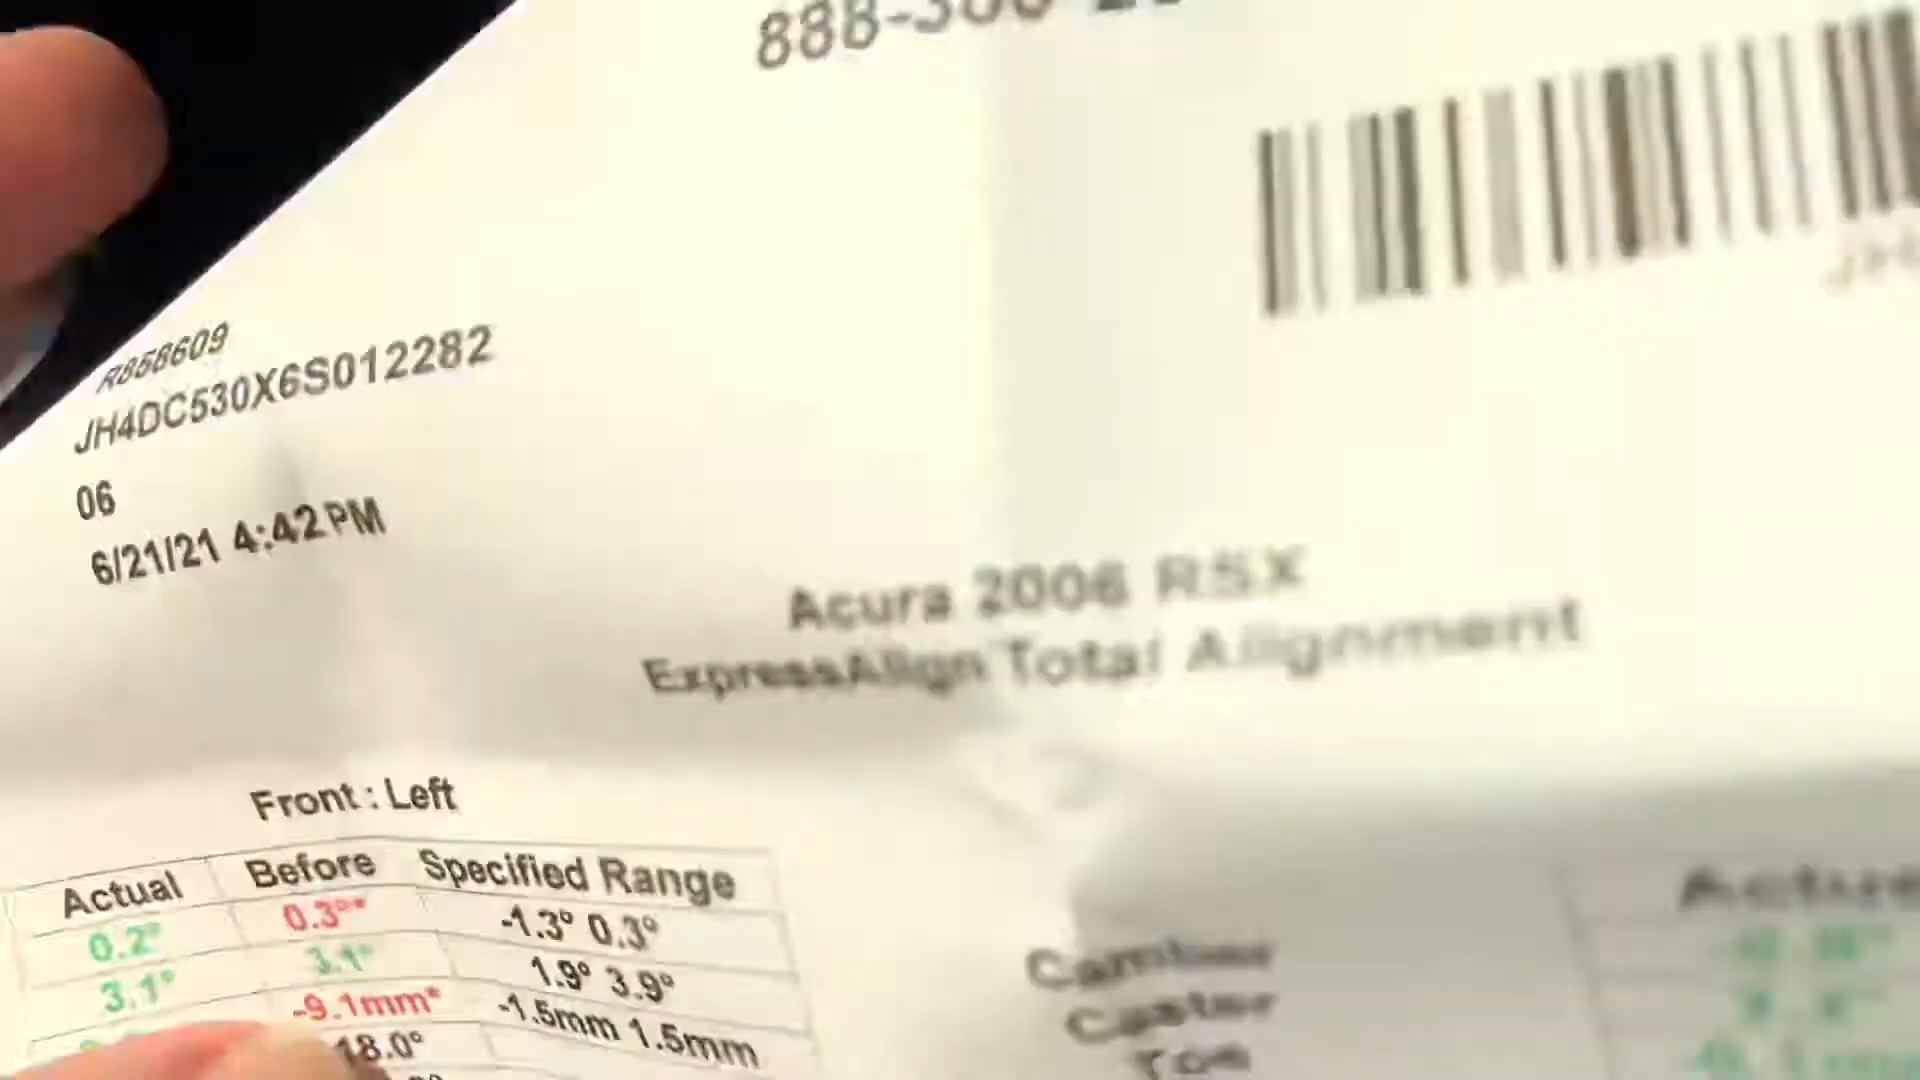 R858609
JH4DC530X6S012282
06
6/21/21 4:42PM
Acura 2006 RSX
ExpressAlign Total Alignment
Front : Left
Actual Before Specified Range
0.2° 0.3°* -1.3° 0.3°
3.1° 3.1° 1.9° 3.9°
-9.1mm* -1.5mm 1.5mm
18.0°
Camber
Caster
Toe